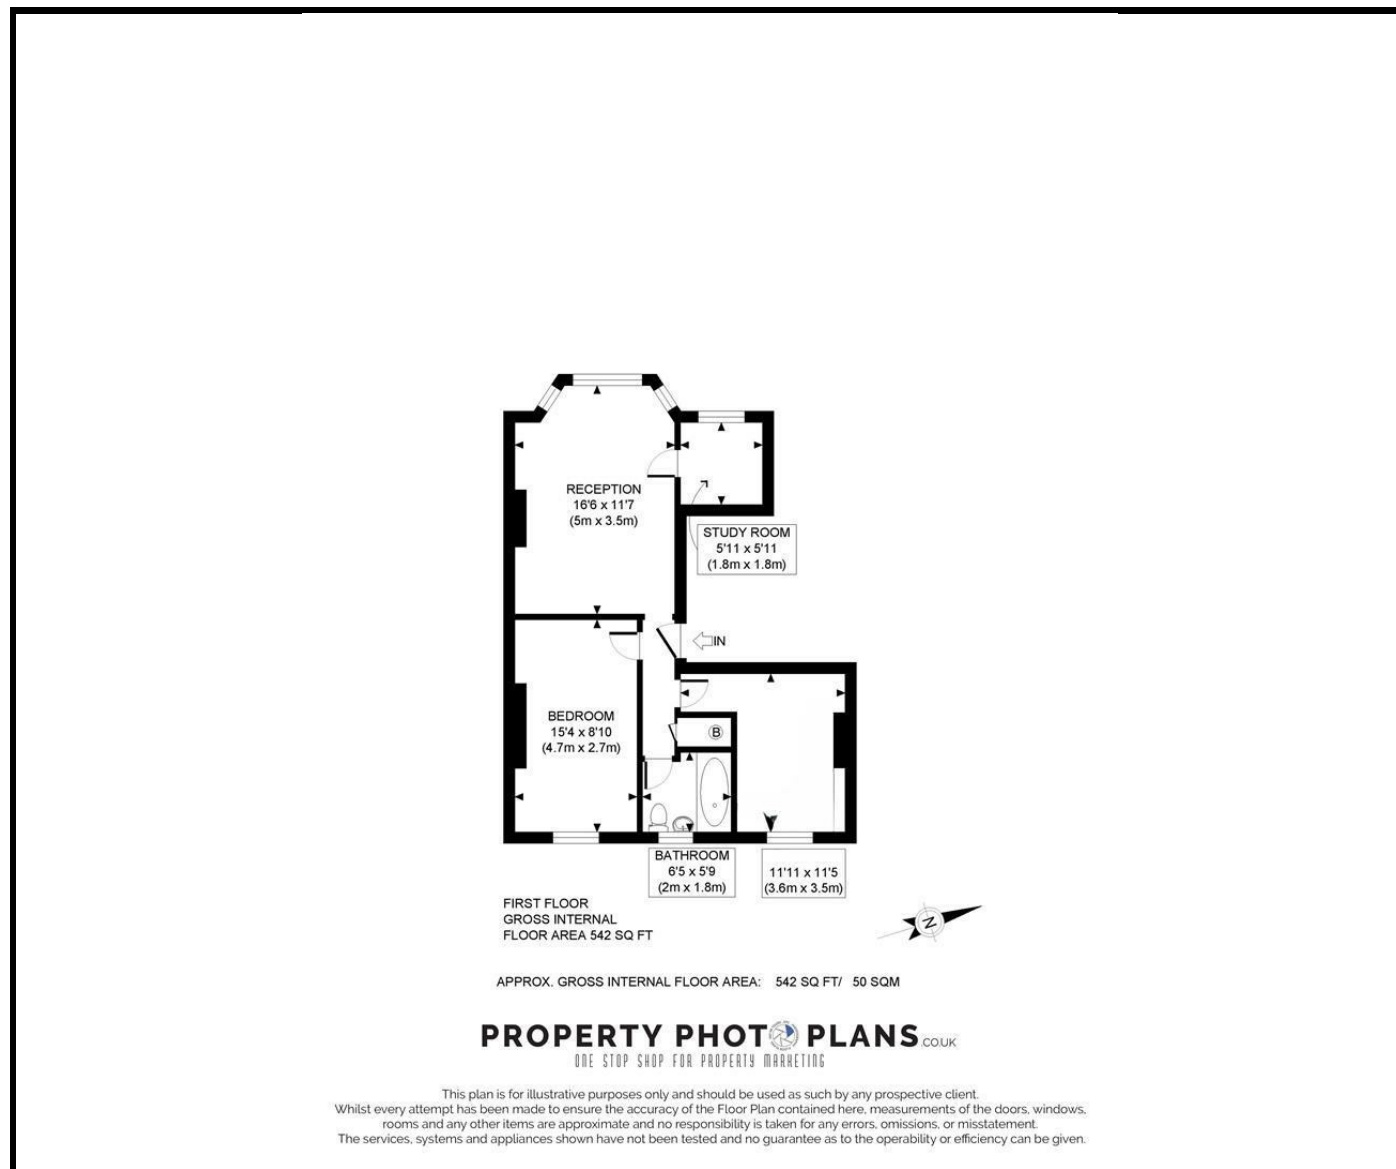 RECEPTION
16'6 x 11'7
(5m x 3.5m)
STUDY ROOM
5'11 x 5'11
(1.8m x 1.8m)
IN
BEDROOM
15'4 x 8'10
(4.7m x 2.7m)
B
BATHROOM
6'5 x 5'9
(2m x 1.8m)
11'11 x 11'5
(3.6m x 3.5m)
FIRST FLOOR
GROSS INTERNAL
FLOOR AREA 542 SQ FT
N
APPROX. GROSS INTERNAL FLOOR AREA: 542 SQ FT/ 50 SQM
PROPERTY PHOTO PLANS.CO.UK
ONE STOP SHOP FOR PROPERTY MARKETING
This plan is for illustrative purposes only and should be used as such by any prospective client.
Whilst every attempt has been made to ensure the accuracy of the Floor Plan contained here, measurements of the doors, windows,
rooms and any other items are approximate and no responsibility is taken for any errors, omissions, or misstatement.
The services, systems and appliances shown have not been tested and no guarantee as to the operability or efficiency can be given.